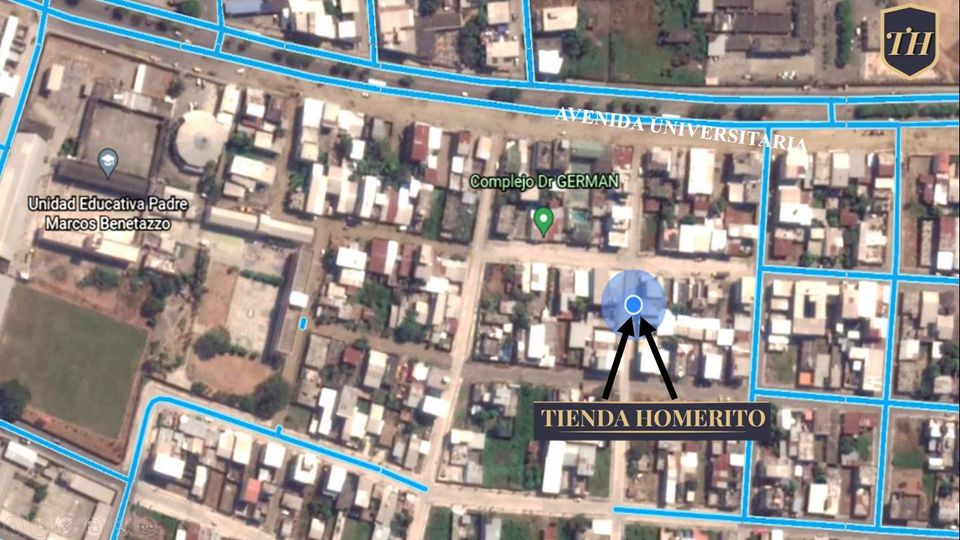 TH
AVENIDA UNIVERSITARIA
Complejo Dr GERMAN
Unidad Educativa Padre
Marcos Benetazzo
TIENDA HOMERITO